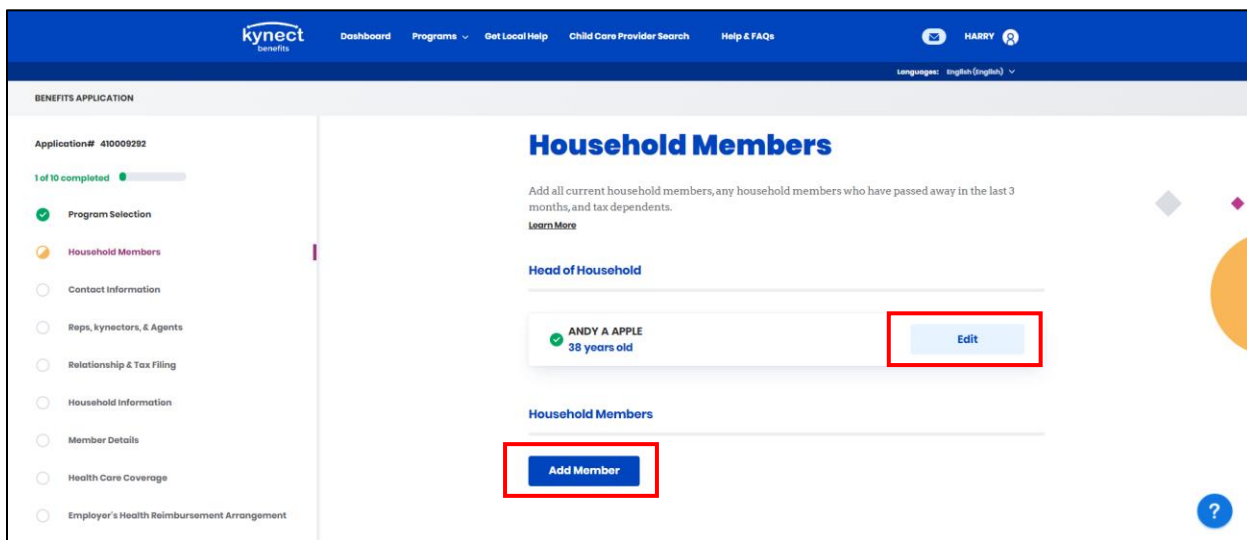 kynect
benefits
Dashboard Programs Get Local Help Child Care Provider Search Help & FAQs HARRY
Languages: English (English)
BENEFITS APPLICATION
Application# 410009292
1 of 10 completed
Program Selection
Household Members
Contact Information
Reps, kynectors, & Agents
Relationship & Tax Filing
Household Information
Member Details
Health Care Coverage
Employer's Health Reimbursement Arrangement
Household Members
Add all current household members, any household members who have passed away in the last 3
months, and tax dependents.
Learn More
Head of Household
ANDY A APPLE
38 years old
Edit
Household Members
Add Member
?